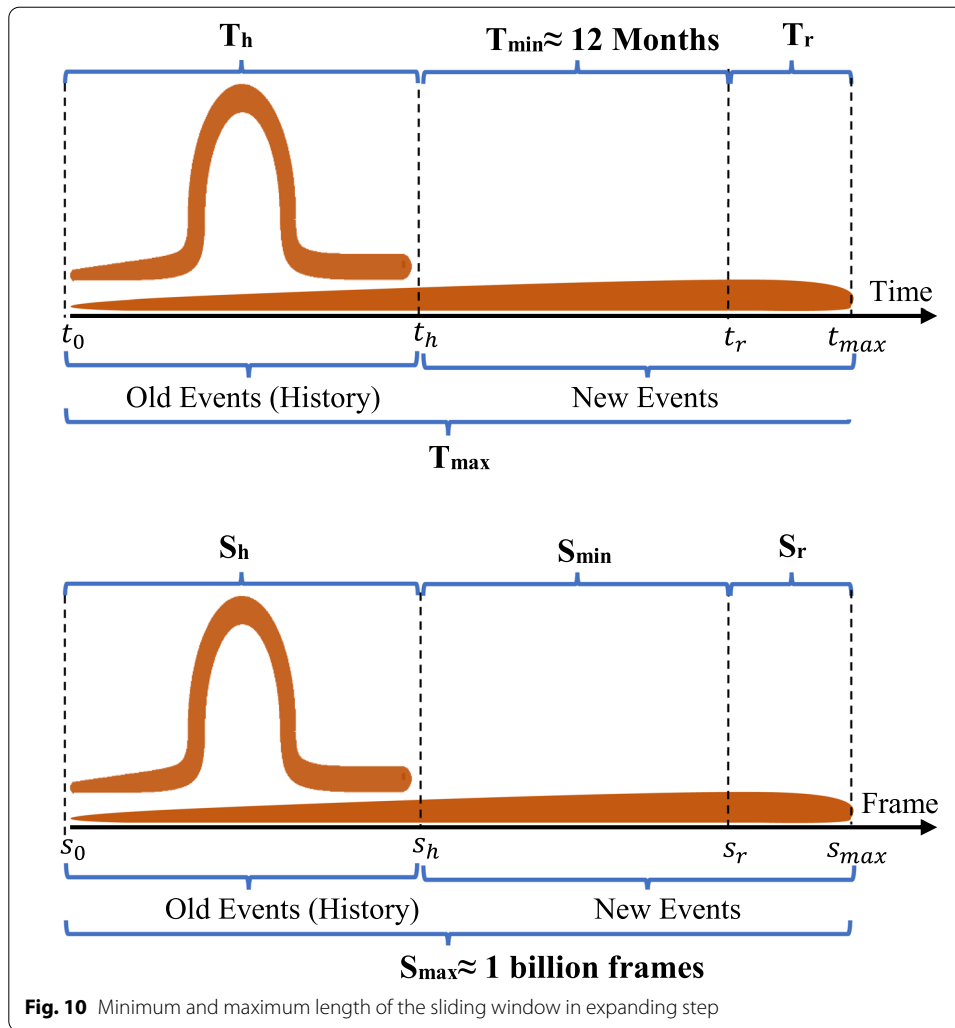 Th Tmin≈ 12 Months Tr
Time
t0 th tr tmax
Old Events (History) New Events
Tmax
Sh Smin Sr
Frame
s0 sh sr smax
Old Events (History) New Events
Smax≈ 1 billion frames
Fig. 10 Minimum and maximum length of the sliding window in expanding step